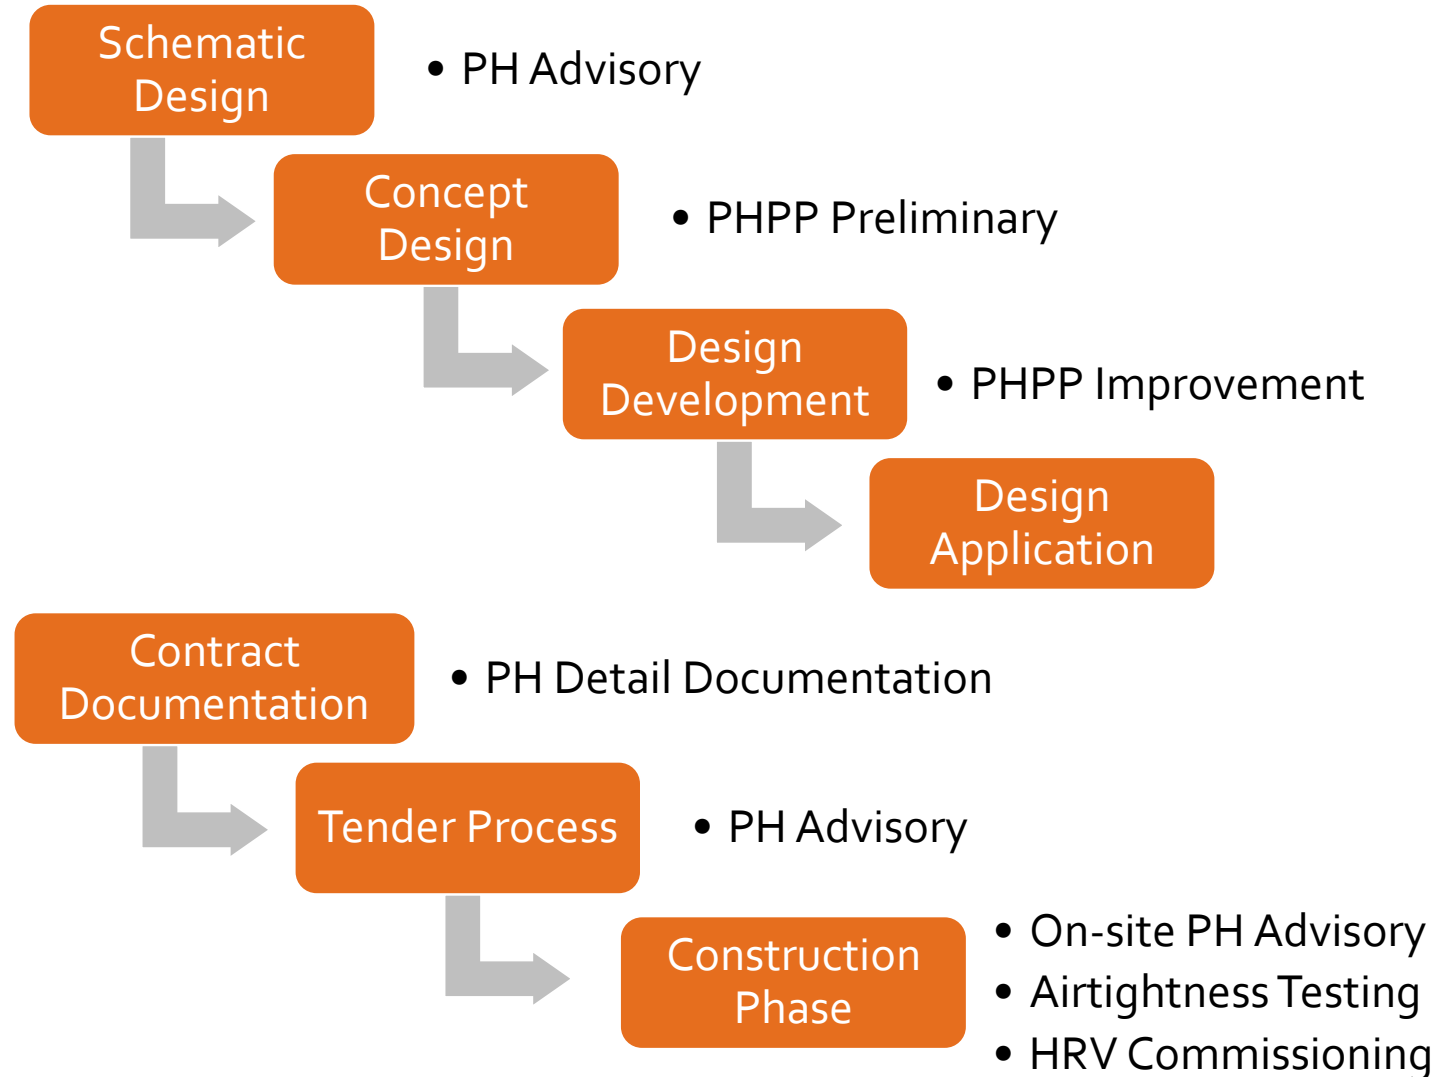 Schematic
Design
• PH Advisory
Concept
Design
• PHPP Preliminary
Design
Development
• PHPP Improvement
Design
Application
Contract
Documentation
• PH Detail Documentation
Tender Process
• PH Advisory
Construction
Phase
• On-site PH Advisory
• Airtightness Testing
• HRV Commissioning